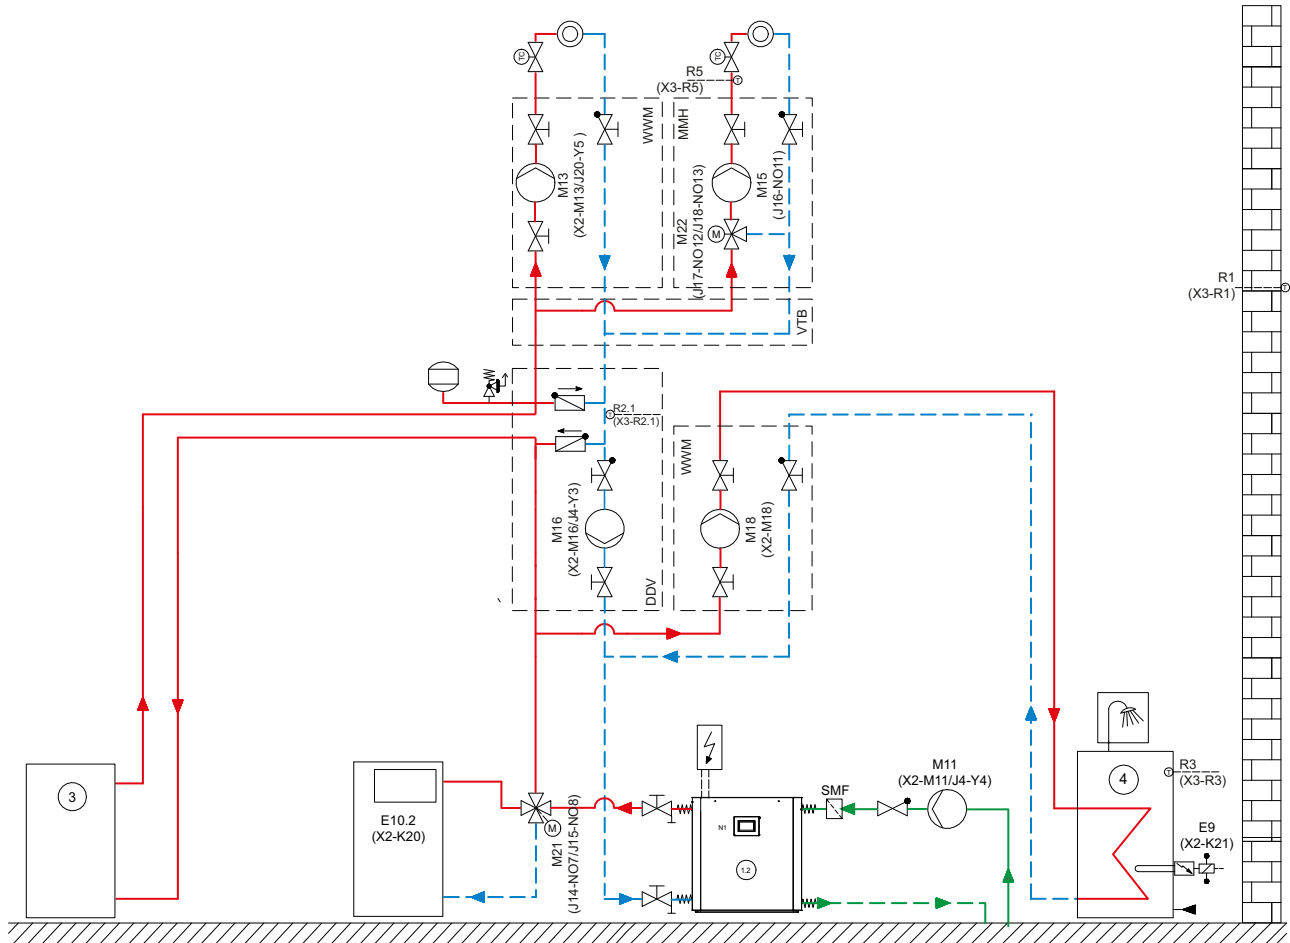 TC
TC
R5
(X3-R5)
T
WWM
MMH
M13
(X2-M13/J20-Y5 )
M15
(J16-NO11)
M22
(J17-NO12/J18-NO13)
M
R1
(X3-R1)
T
VTB
R2.1
(X3-R2.1)
T
WWM
M16
(X2-M16/J4-Y3)
M18
(X2-M18)
DDV
3
E10.2
(X2-K20)
M
M21
(J14-NO7/J15-NO8)
N1
1.2
SMF
M11
(X2-M11/J4-Y4)
4
T
R3
(X3-R3)
E9
(X2-K21)